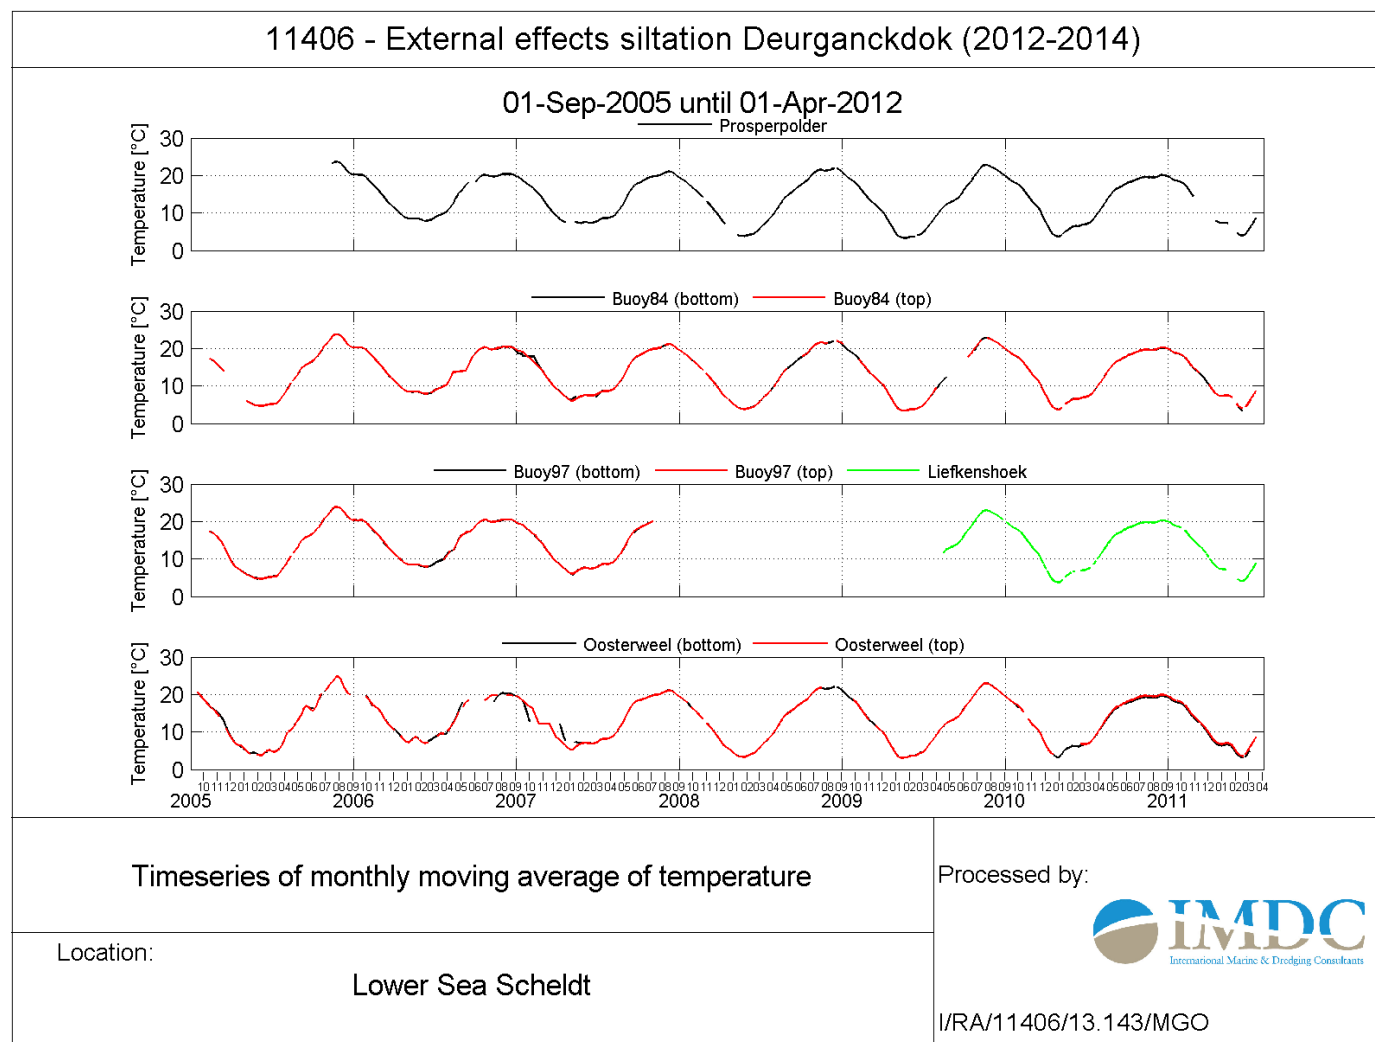 11406 - External effects siltation Deurganckdok (2012-2014)
01-Sep-2005 until 01-Apr-2012
Prosperpolder
Temperature [°C]
30
20
10
0
Buoy84 (bottom) Buoy84 (top)
Temperature [°C]
30
20
10
0
Buoy97 (bottom) Buoy97 (top) Liefkenshoek
Temperature [°C]
30
20
10
0
Oosterweel (bottom) Oosterweel (top)
Temperature [°C]
30
20
10
0
10 11 12 01 02 03 04 05 06 07 08 09 10 11 12 01 02 03 04 05 06 07 08 09 10 11 12 01 02 03 04 05 06 07 08 09 10 11 12 01 02 03 04 05 06 07 08 09 10 11 12 01 02 03 04 05 06 07 08 09 10 11 12 01 02 03 04 05 06 07 08 09 10 11 12 01 02 03 04
2005 2006 2007 2008 2009 2010 2011
Timeseries of monthly moving average of temperature
Processed by:
IMDC
International Marine & Dredging Consultants
Location:
Lower Sea Scheldt
I/RA/11406/13.143/MGO